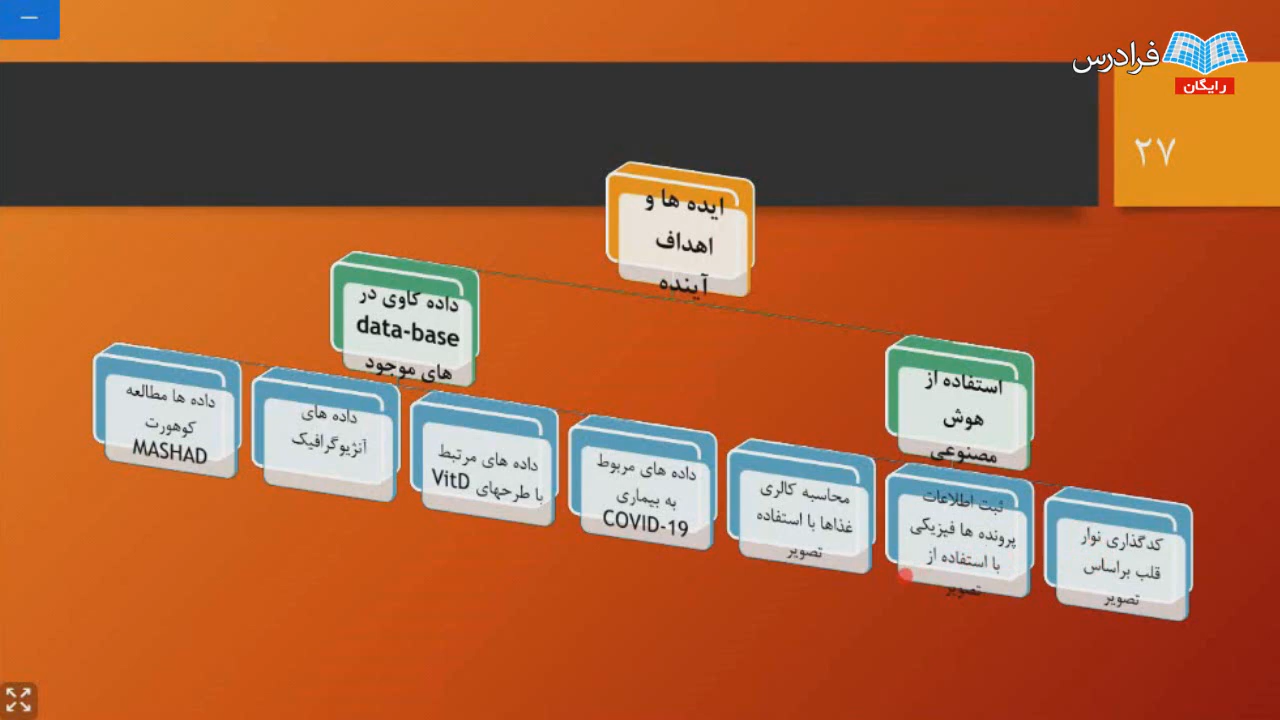 فرادرس
رایگان
۲۷
ایده ها و
اهداف
آینده
استفاده از
هوش
مصنوعی
داده کاوی در
data-base
های موجود
کدگذاری نوار
قلب براساس
تصویر
ثبت اطلاعات
پرونده ها فیزیکی
با استفاده از
تصویر
محاسبه کالری
غذاها با استفاده
تصویر
داده های مربوط
به بیماری
COVID-19
داده های مرتبط
با طرحهای VitD
داده های
آنژیوگرافیک
داده ها مطالعه
کوهورت
MASHAD